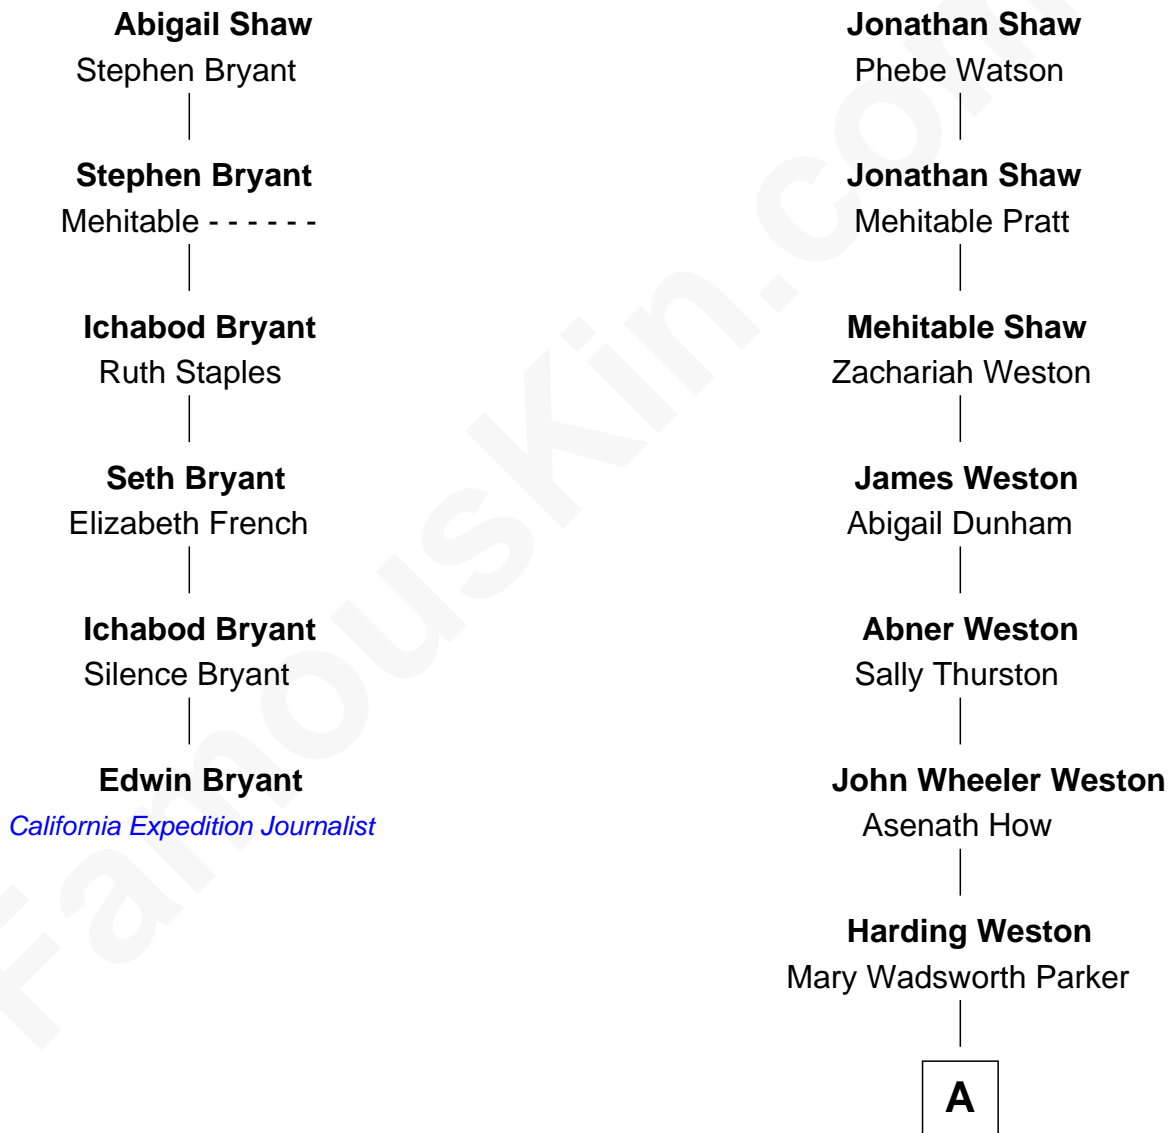 Abigail Shaw
Stephen Bryant
Stephen Bryant
Mehitable - - - - - -
Ichabod Bryant
Ruth Staples
Seth Bryant
Elizabeth French
Ichabod Bryant
Silence Bryant
Edwin Bryant
California Expedition Journalist
Jonathan Shaw
Phebe Watson
Jonathan Shaw
Mehitable Pratt
Mehitable Shaw
Zachariah Weston
James Weston
Abigail Dunham
Abner Weston
Sally Thurston
John Wheeler Weston
Asenath How
Harding Weston
Mary Wadsworth Parker
A
FamousKin.com